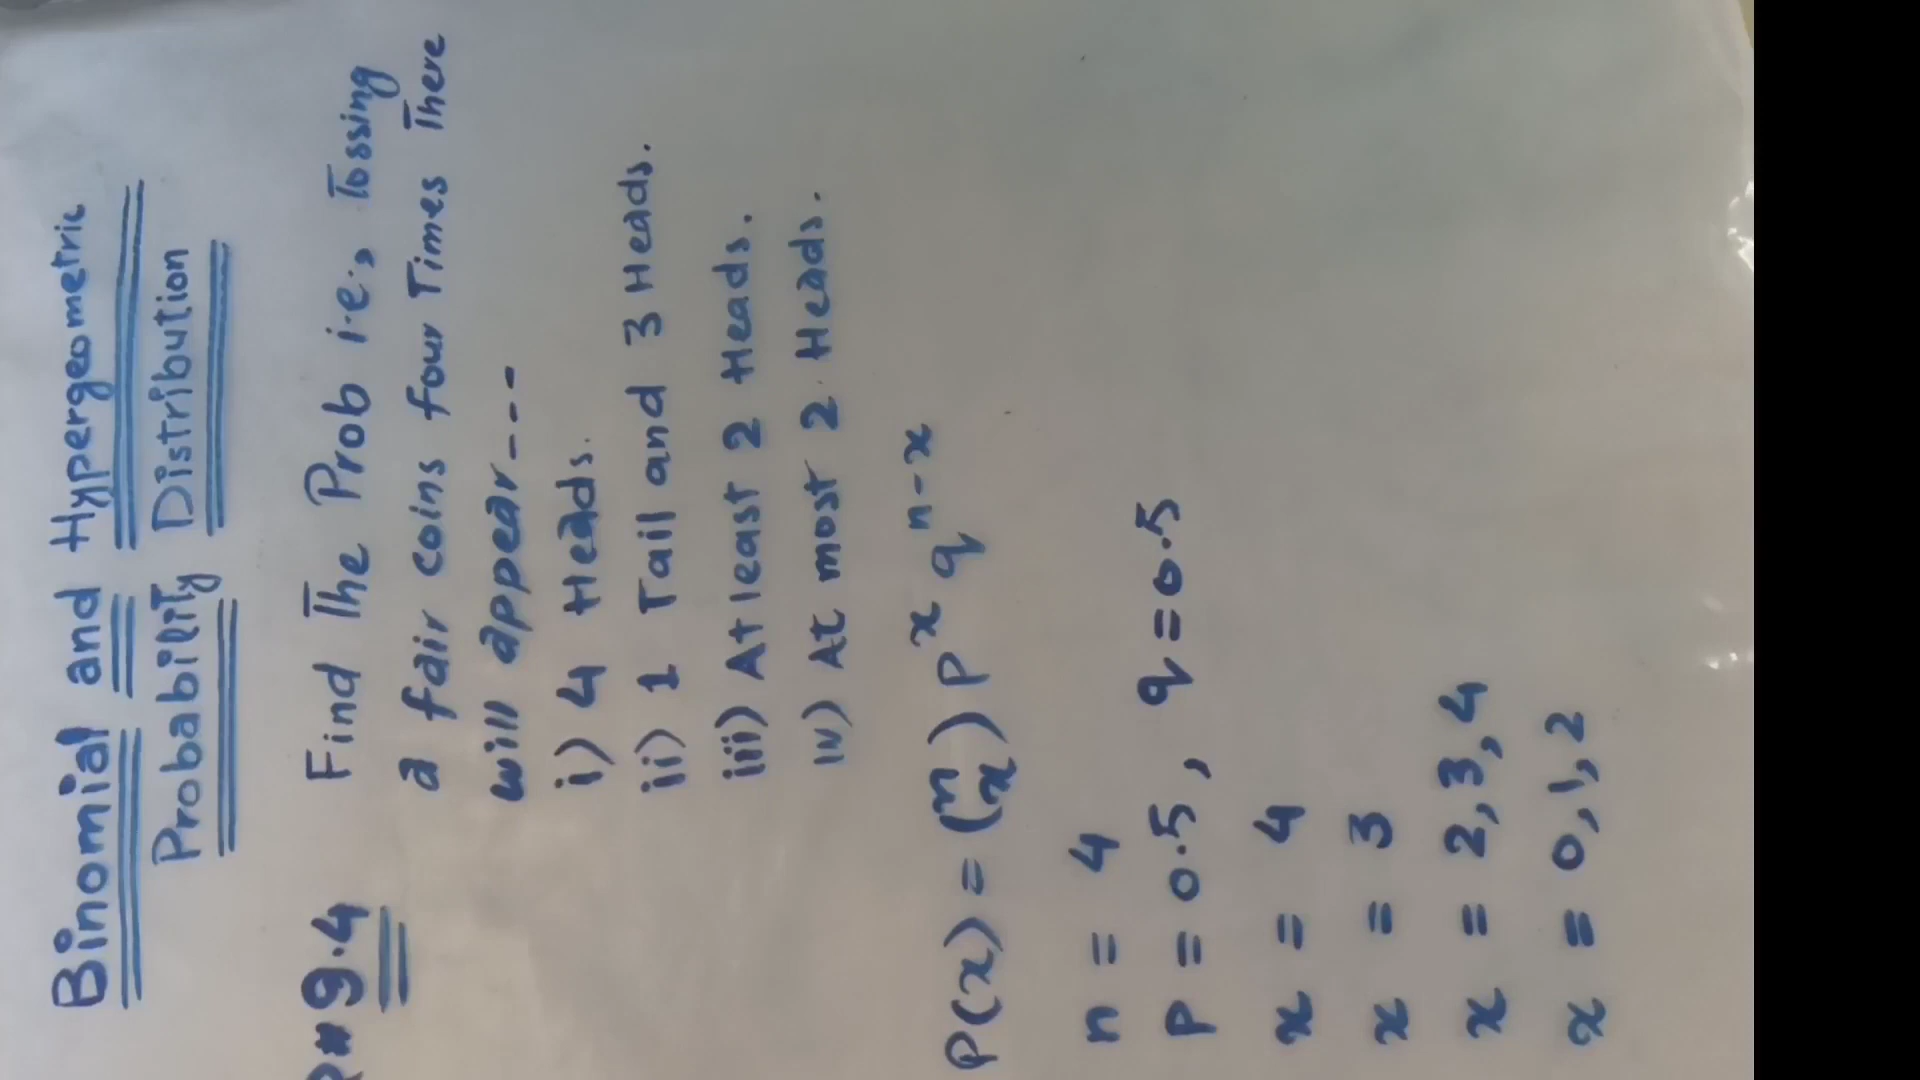 Binomial and Hypergeometric
Probability Distribution
9.4 Find The Prob i.e., Tossing
a fair coins four Times There
will appear----
i) 4 Heads.
ii) 1 Tail and 3 Heads.
iii) At least 2 Heads.
iv) At most 2 Heads.
P(x) = (n x) p^x q^n-x
n = 4
P = 0.5, q = 0.5
x = 4
x = 3
x = 2,3,4
x = 0,1,2